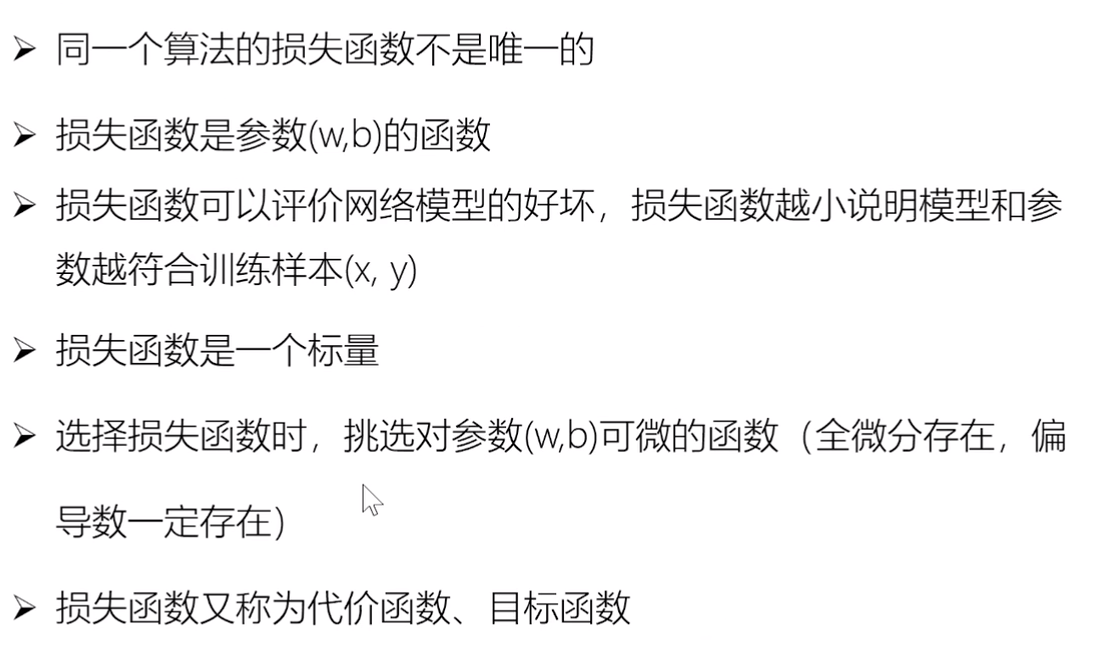 ➢ 同一个算法的损失函数不是唯一的
➢ 损失函数是参数(w,b)的函数
➢ 损失函数可以评价网络模型的好坏，损失函数越小说明模型和参
数越符合训练样本(x, y)
➢ 损失函数是一个标量
➢ 选择损失函数时，挑选对参数(w,b)可微的函数（全微分存在，偏
导数一定存在）
➢ 损失函数又称为代价函数、目标函数